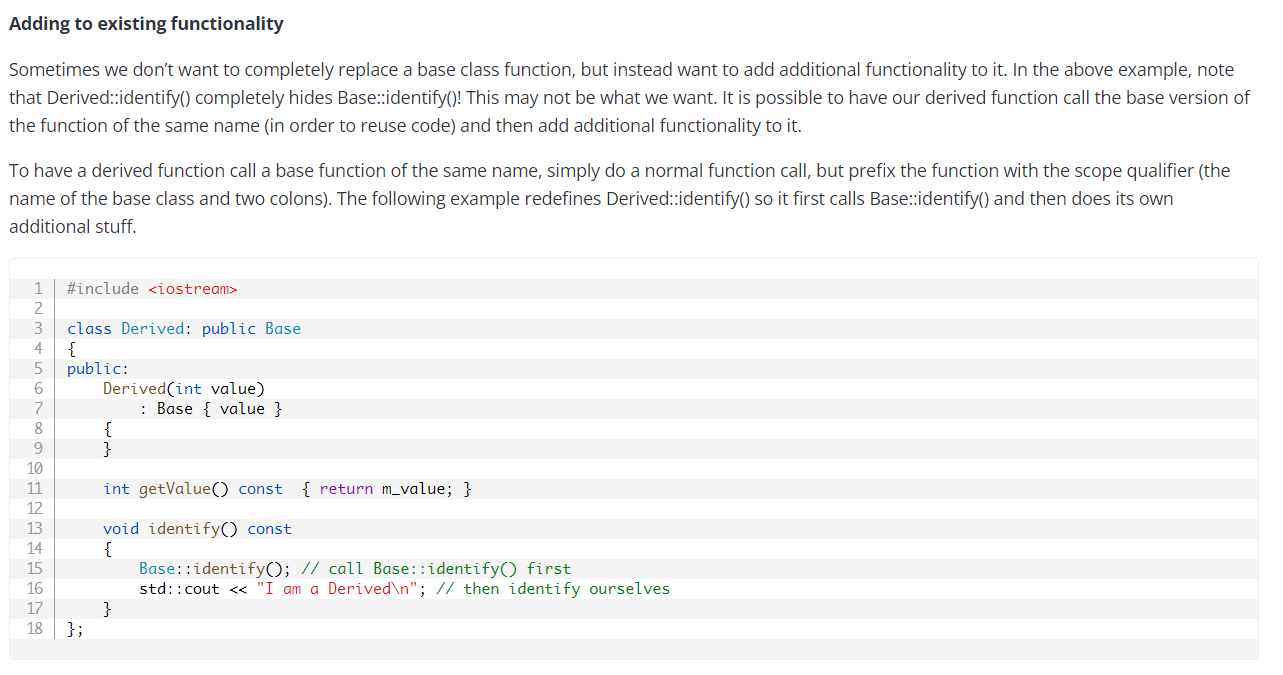 Adding to existing functionality
Sometimes we don’t want to completely replace a base class function, but instead want to add additional functionality to it. In the above example, note
that Derived::identify() completely hides Base::identify()! This may not be what we want. It is possible to have our derived function call the base version of
the function of the same name (in order to reuse code) and then add additional functionality to it.
To have a derived function call a base function of the same name, simply do a normal function call, but prefix the function with the scope qualifier (the
name of the base class and two colons). The following example redefines Derived::identify() so it first calls Base::identify() and then does its own
additional stuff.
1 #include <iostream>
2
3 class Derived: public Base
4 {
5 public:
6     Derived(int value)
7         : Base { value }
8     {
9     }
10
11     int getValue() const  { return m_value; }
12
13     void identify() const
14     {
15         Base::identify(); // call Base::identify() first
16         std::cout << "I am a Derived\n"; // then identify ourselves
17     }
18 };